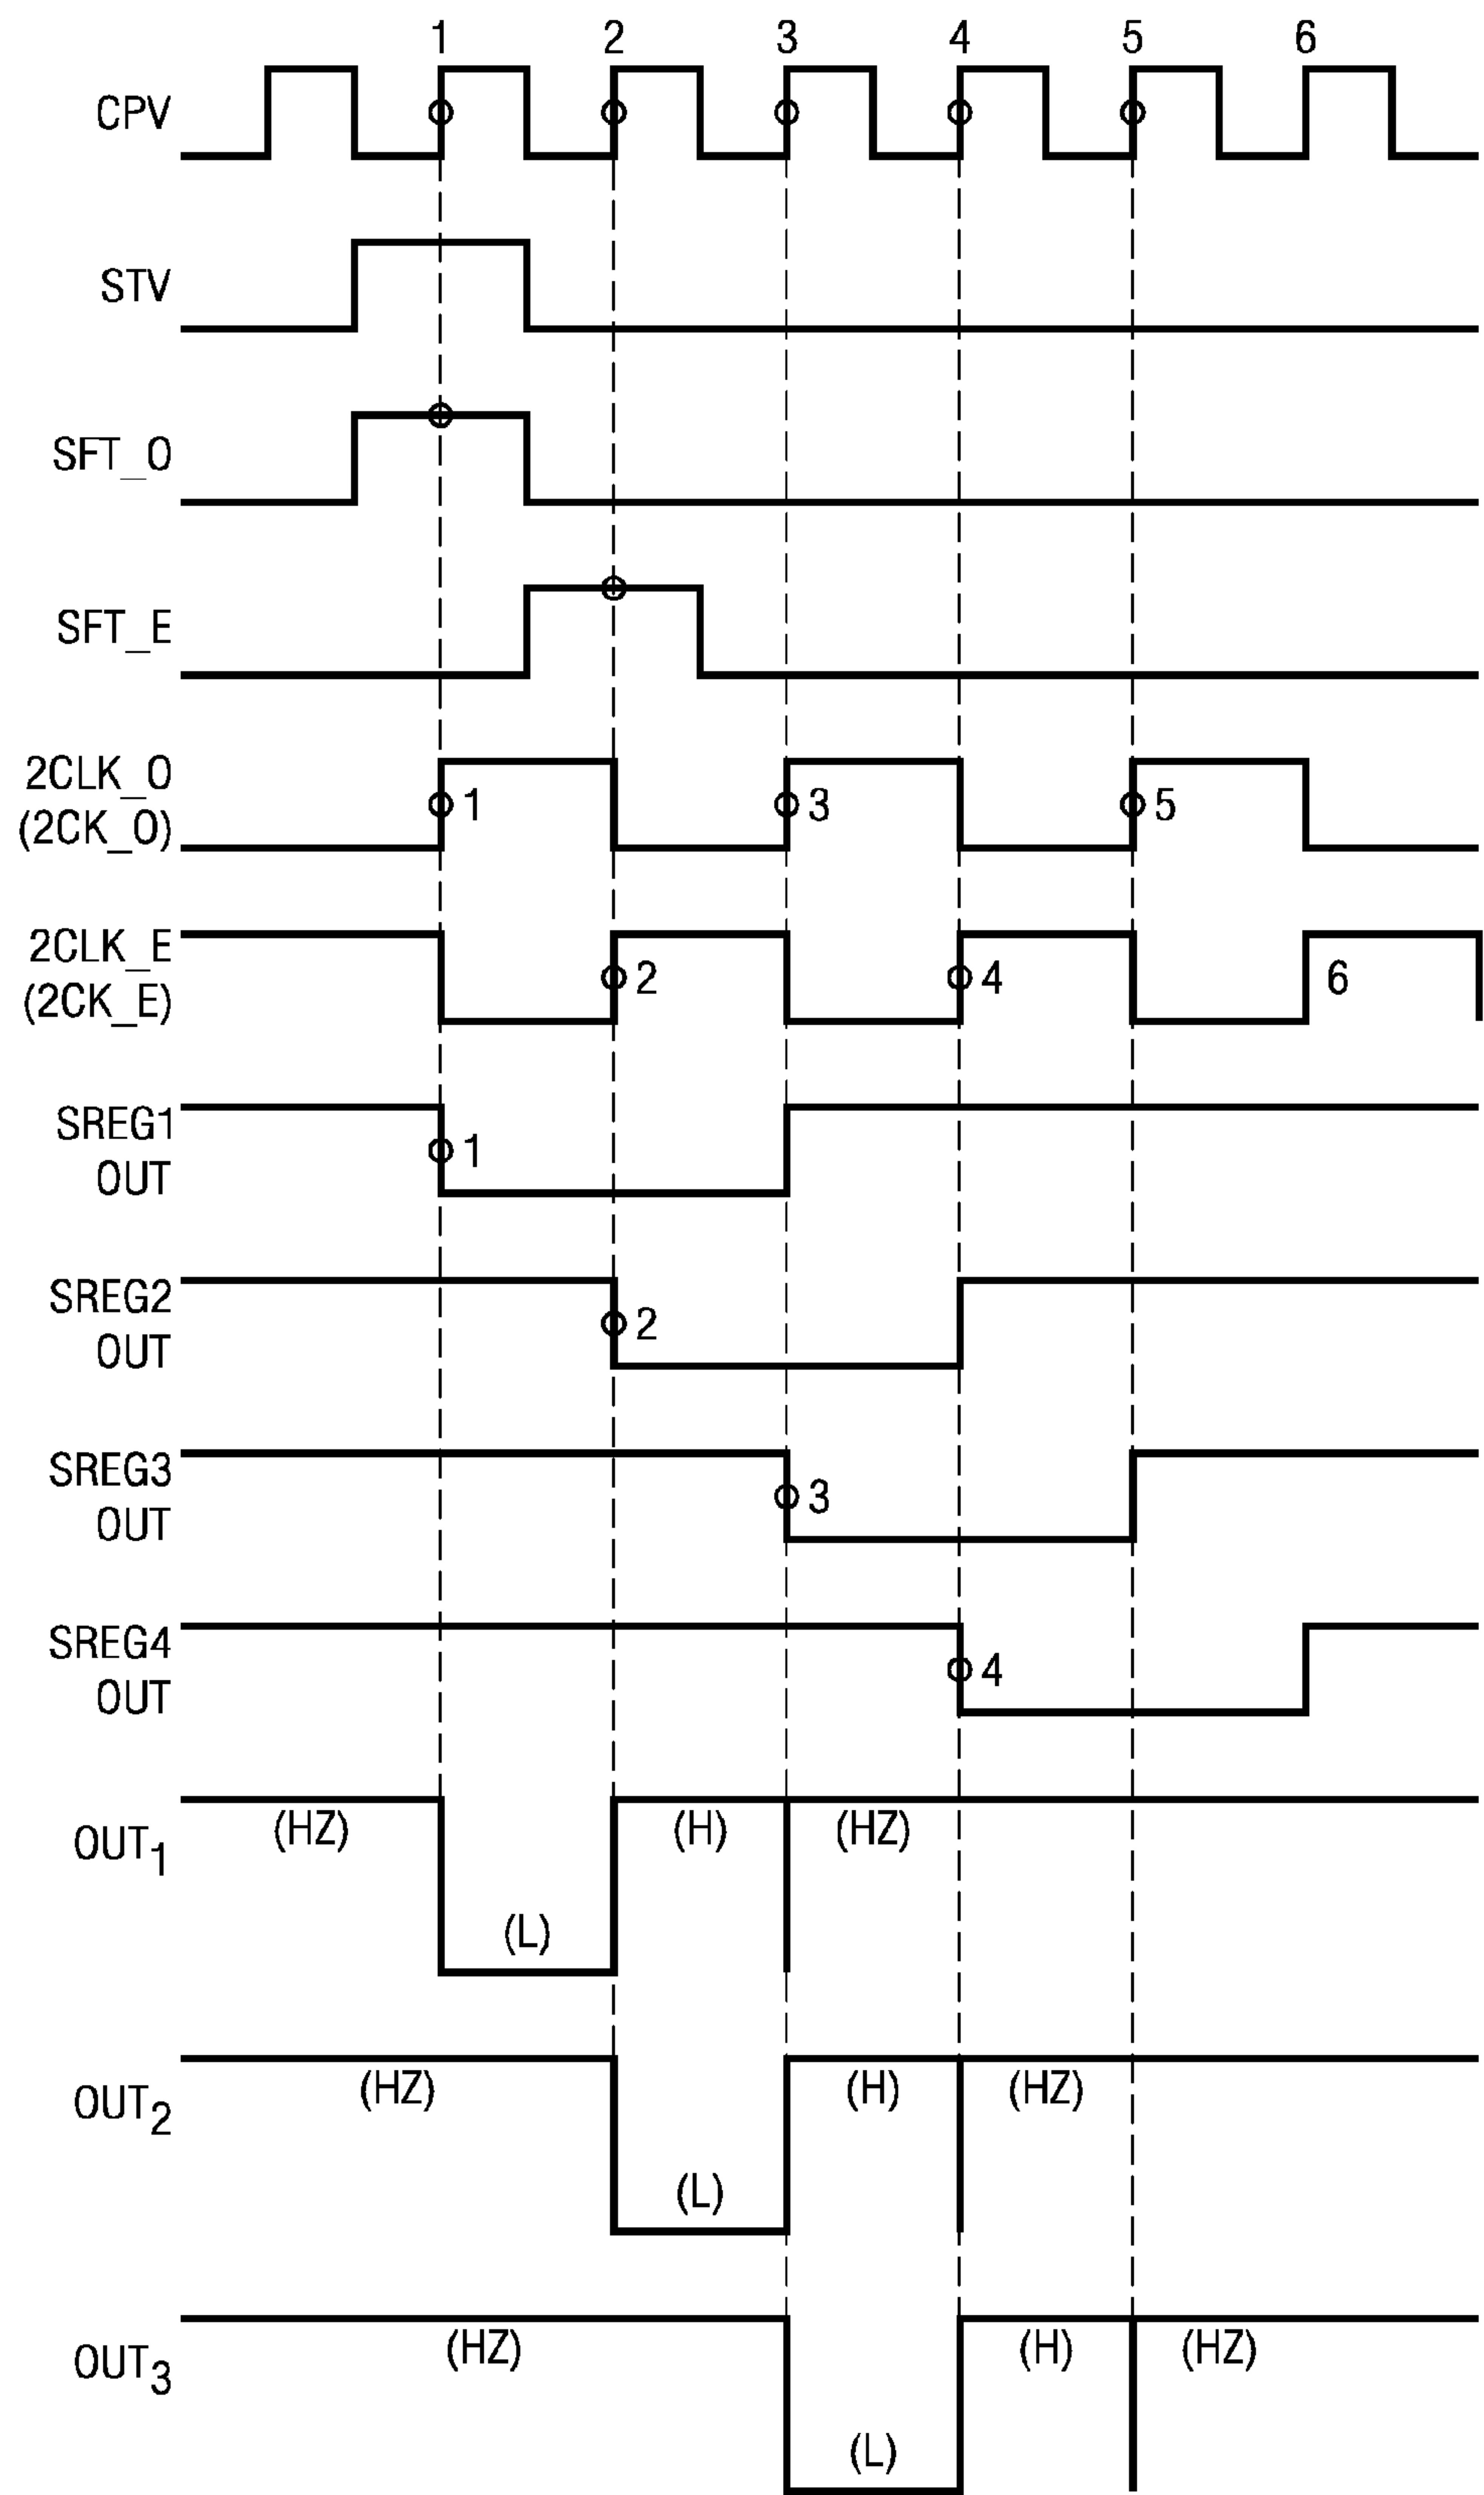 1 2 3 4 5 6
CPV
STV
SFT_O
SFT_E
2CLK_O
(2CK_O)
1 3 5
2CLK_E
(2CK_E)
2 4 6
SREG1
OUT
1
SREG2
OUT
2
SREG3
OUT
3
SREG4
OUT
4
OUT1
(HZ) (H) (HZ)
(L)
OUT2
(HZ) (H) (HZ)
(L)
OUT3
(HZ) (H) (HZ)
(L)